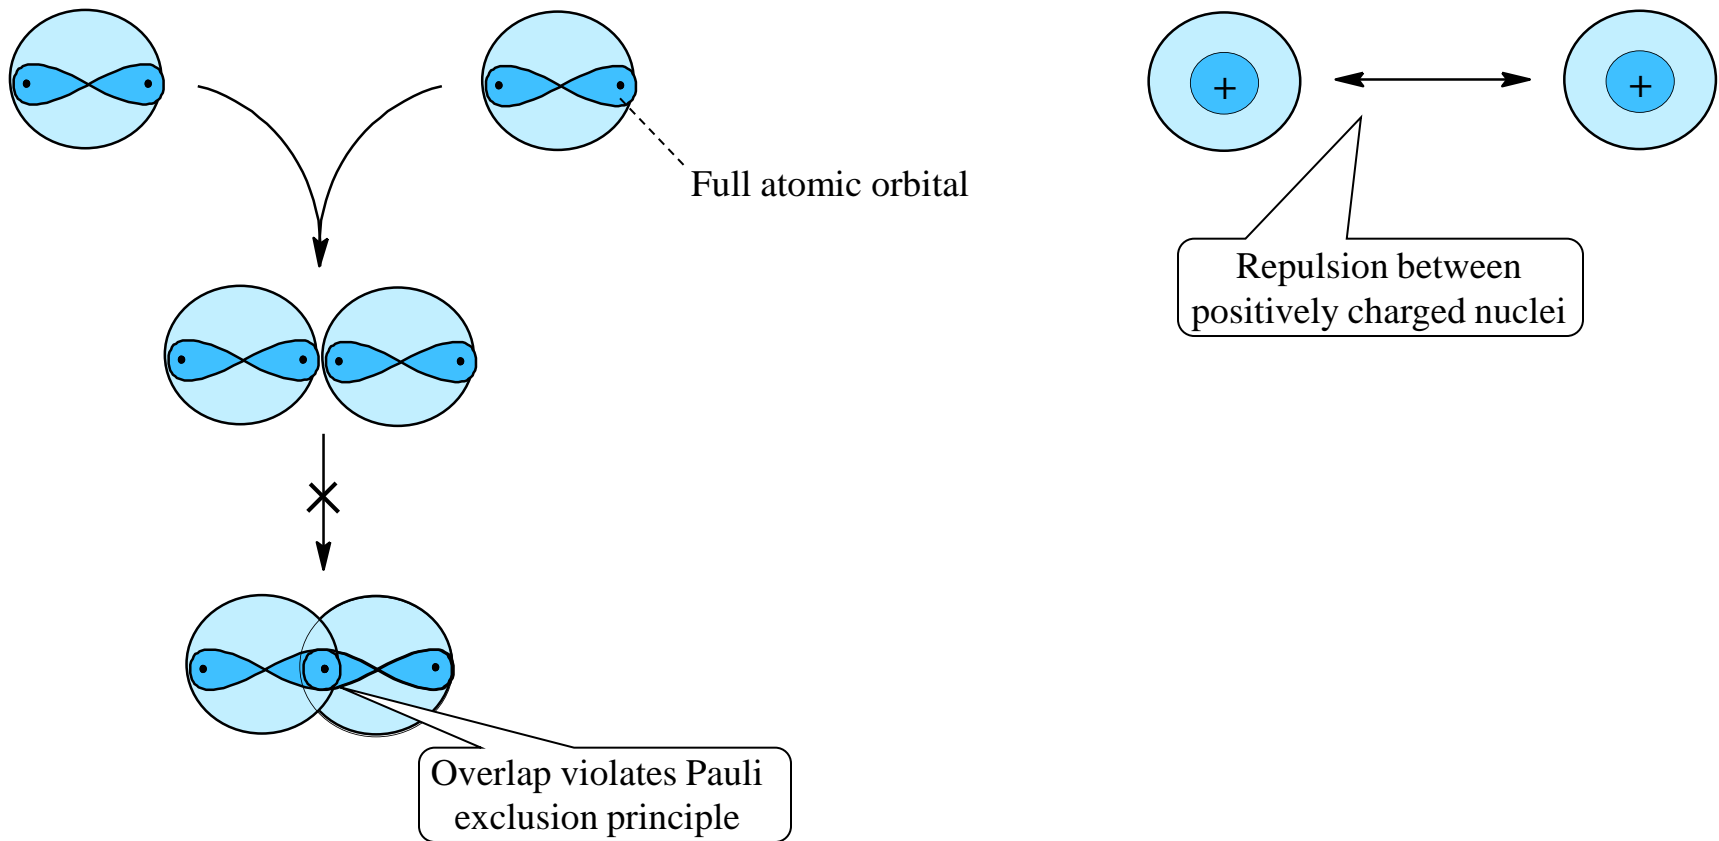 Full atomic orbital
+
+
Repulsion between
positively charged nuclei
Overlap violates Pauli
exclusion principle